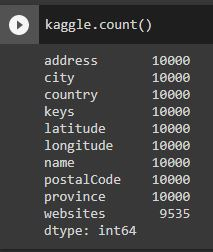 kaggle.count()
address 10000
city 10000
country 10000
keys 10000
latitude 10000
longitude 10000
name 10000
postalCode 10000
province 10000
websites 9535
dtype: int64